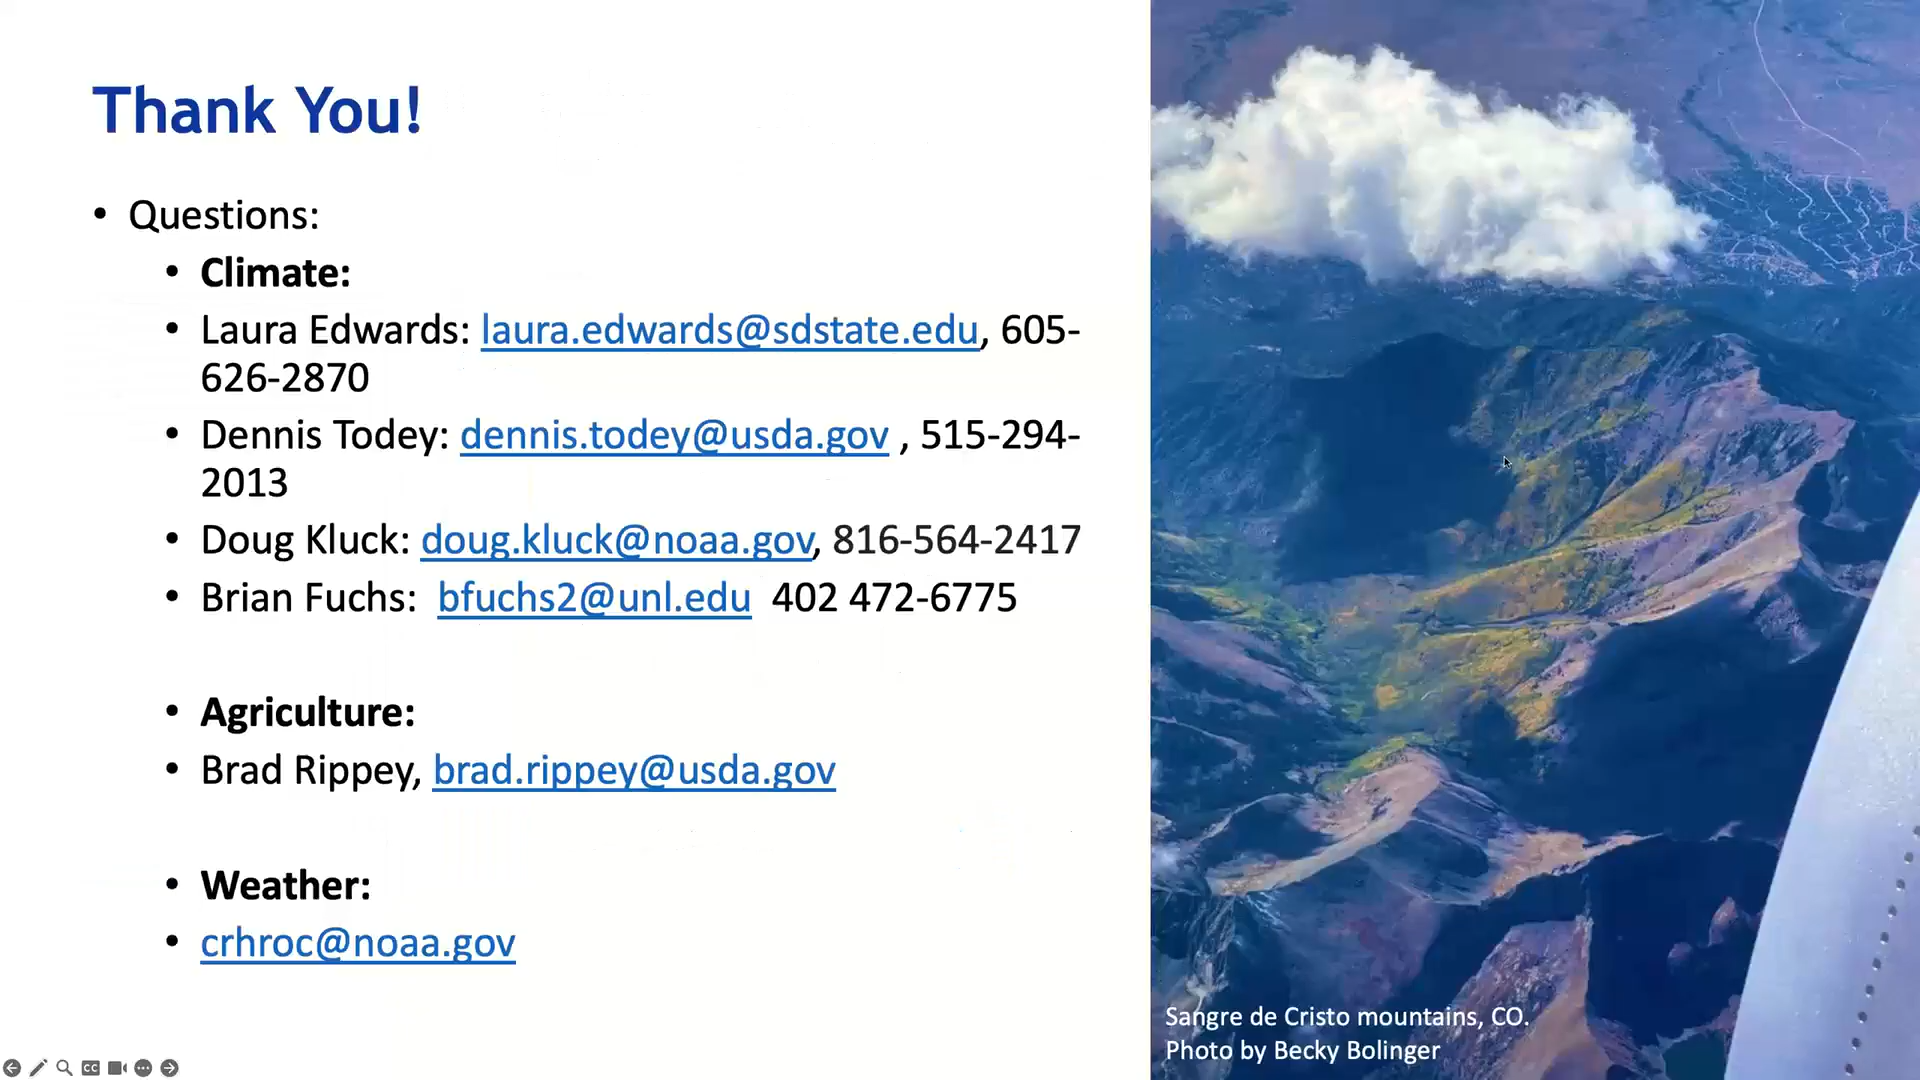 Thank You!
• Questions:
• Climate:
• Laura Edwards: laura.edwards@sdstate.edu, 605-
626-2870
• Dennis Todey: dennis.todey@usda.gov , 515-294-
2013
• Doug Kluck: doug.kluck@noaa.gov, 816-564-2417
• Brian Fuchs: bfuchs2@unl.edu 402 472-6775
• Agriculture:
• Brad Rippey, brad.rippey@usda.gov
• Weather:
• crhroc@noaa.gov
Sangre de Cristo mountains, CO.
Photo by Becky Bolinger
CC